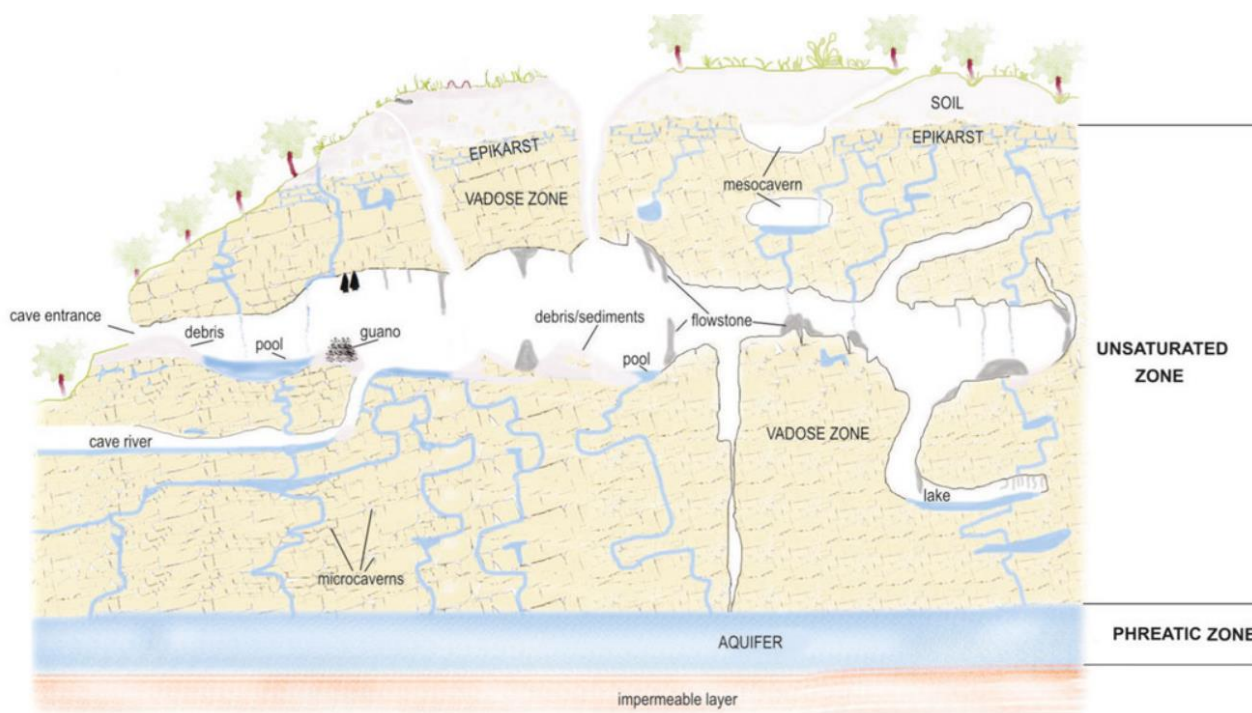 SOIL
EPIKARST
EPIKARST
mesocavern
VADOSE ZONE
cave entrance
debris
pool
guano
debris/sediments
pool
flowstone
UNSATURATED
ZONE
cave river
VADOSE ZONE
lake
microcaverns
AQUIFER
PHREATIC ZONE
impermeable layer